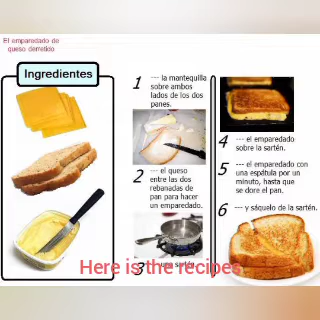 El emparedado de
queso derretido
Ingredientes
1 --- la mantequilla
sobre ambos
lados de los dos
panes.
2 --- el queso
entre las dos
rebanadas de
pan para hacer
un emparedado.
3
4 --- el emparedado
sobre la sartén.
5 --- el emparedado con
una espátula por un
minuto, hasta que
se dore el pan.
6 --- y sáquelo de la sartén.
Here is the recipes